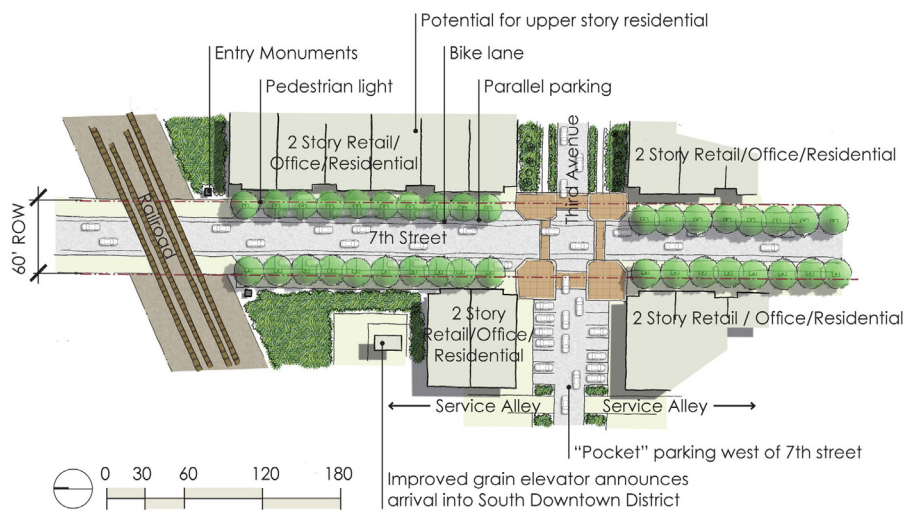 Potential for upper story residential
Entry Monuments
Bike lane
Pedestrian light
Parallel parking
2 Story Retail/
Office/Residential
Third Avenue
2 Story Retail/Office/Residential
Railroad
60' ROW
7th Street
2 Story
Retail/Office/
Residential
2 Story Retail / Office/Residential
Service Alley
Service Alley
"Pocket" parking west of 7th street
0 30 60 120 180
Improved grain elevator announces
arrival into South Downtown District